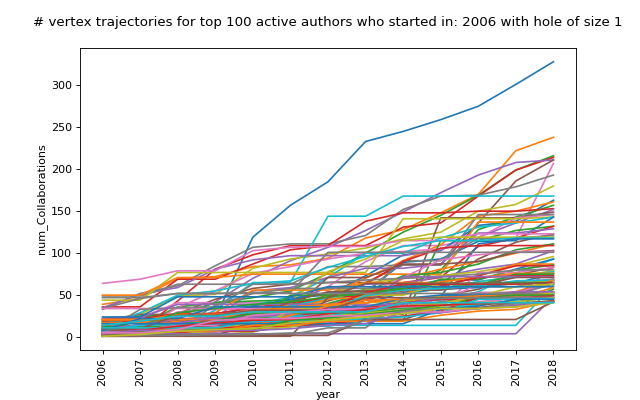 # vertex trajectories for top 100 active authors who started in: 2006 with hole of size 1
num_Collaborations
300
250
200
150
100
50
0
2006 2007 2008 2009 2010 2011 2012 2013 2014 2015 2016 2017 2018
year